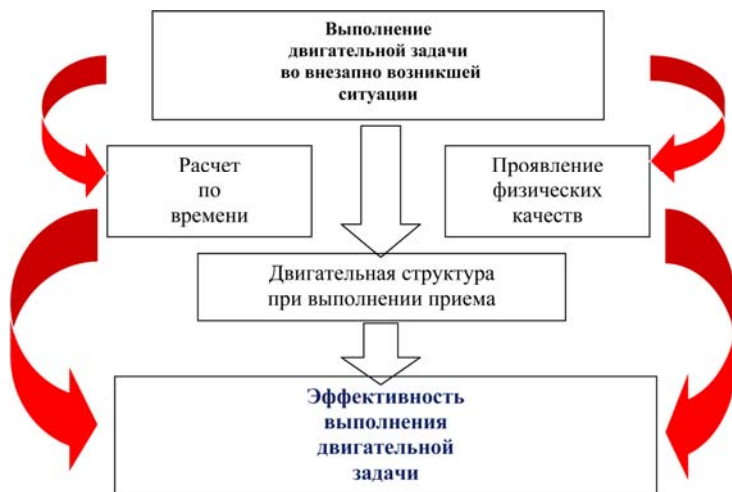 Выполнение
двигательной задачи
во внезапно возникшей
ситуации
Расчет
по
времени
Проявление
физических
качеств
Двигательная структура
при выполнении приема
Эффективность
выполнения
двигательной
задачи